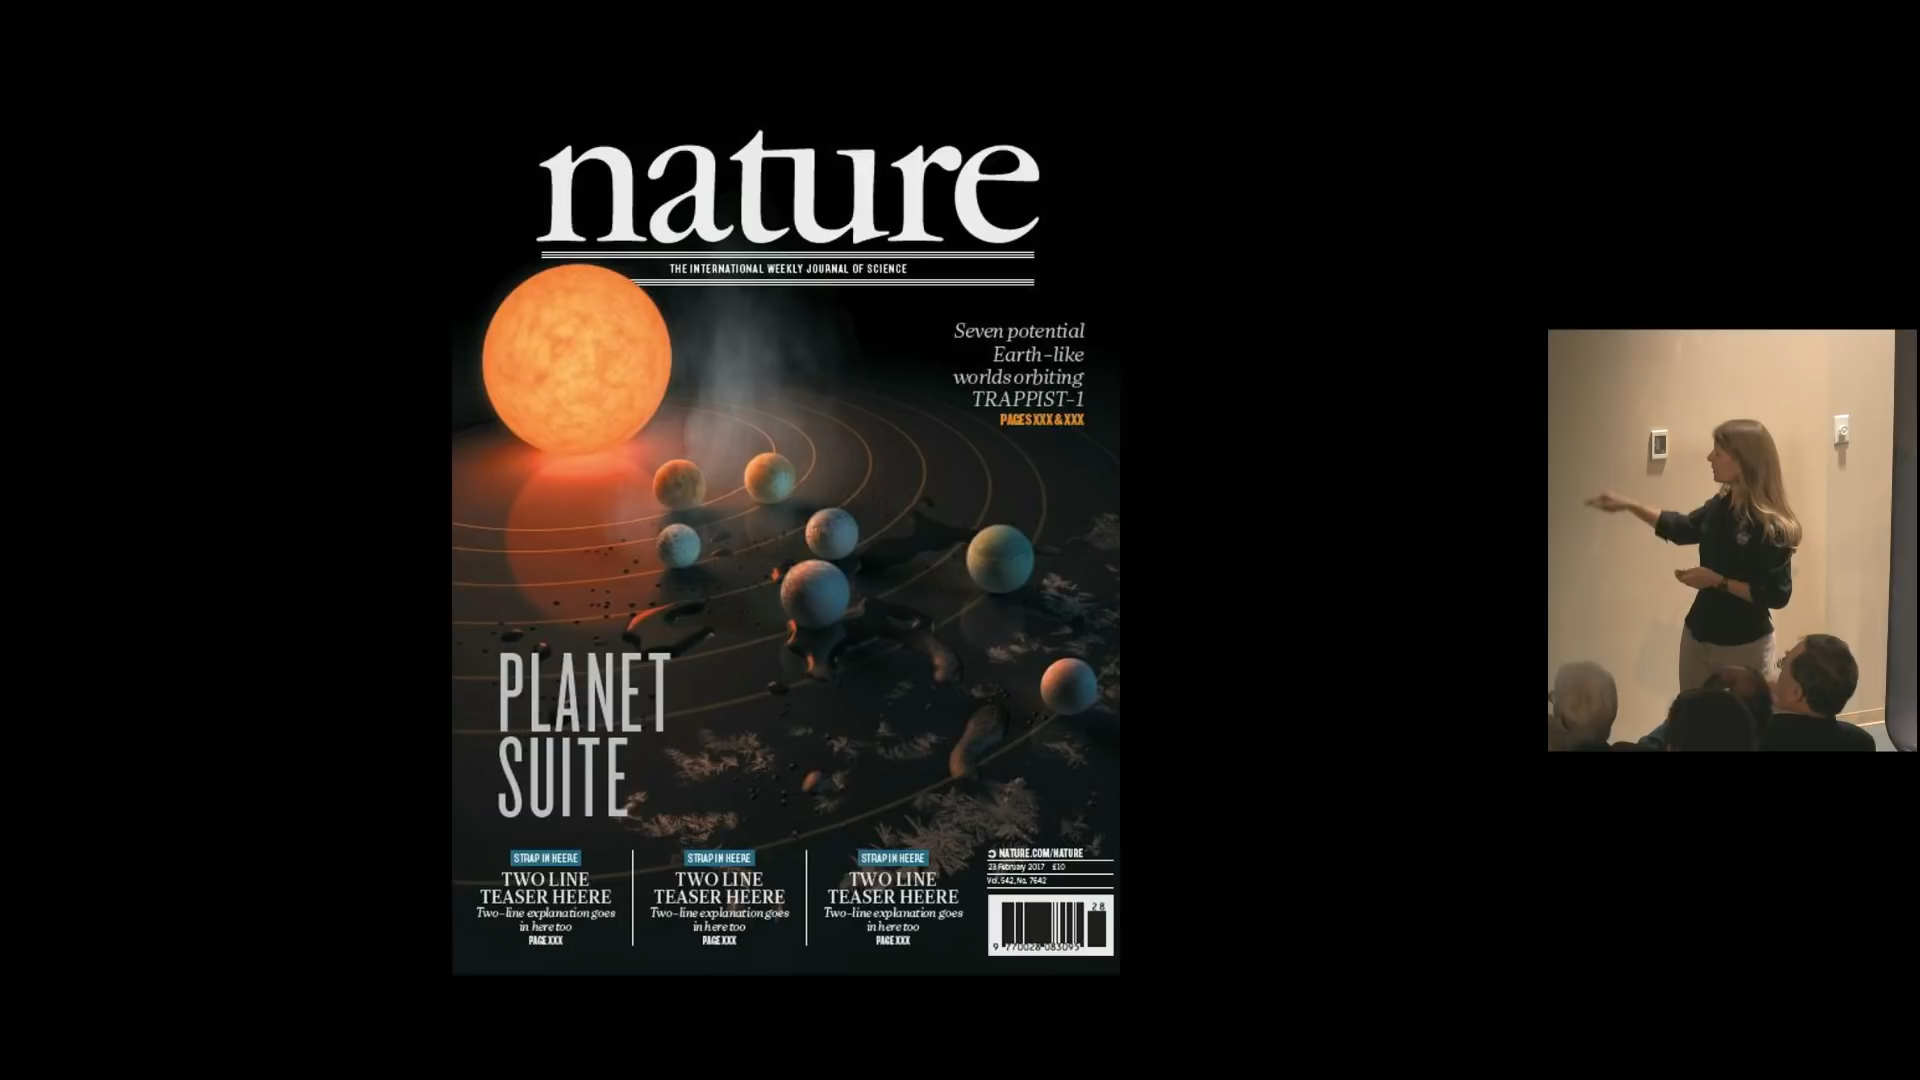 nature
THE INTERNATIONAL WEEKLY JOURNAL OF SCIENCE
Seven potential
Earth-like
worlds orbiting
TRAPPIST-1
PAGES XXX & XXX
PLANET
SUITE
STRAP IN HEERE
TWO LINE
TEASER HEERE
Two-line explanation goes
in here too
PAGE XXX
STRAP IN HEERE
TWO LINE
TEASER HEERE
Two-line explanation goes
in here too
PAGE XXX
STRAP IN HEERE
TWO LINE
TEASER HEERE
Two-line explanation goes
in here too
PAGE XXX
NATURE.COM/NATURE
23 February 2017 £10
Vol. 542, No. 7642
28
9 770028 083095